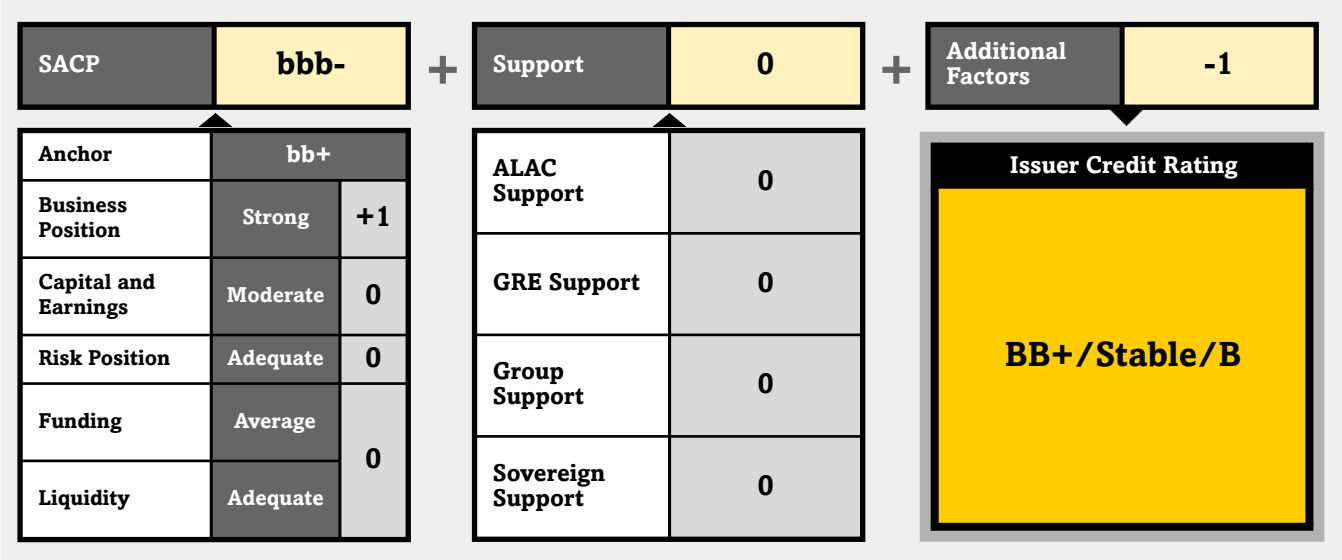 SACP
bbb-
+
Support
0
+
Additional
Factors
-1
Anchor
bb+
Business
Position
Strong
+1
Capital and
Earnings
Moderate
0
Risk Position
Adequate
0
Funding
Average
0
Liquidity
Adequate
ALAC
Support
0
GRE Support
0
Group
Support
0
Sovereign
Support
0
Issuer Credit Rating
BB+/Stable/B